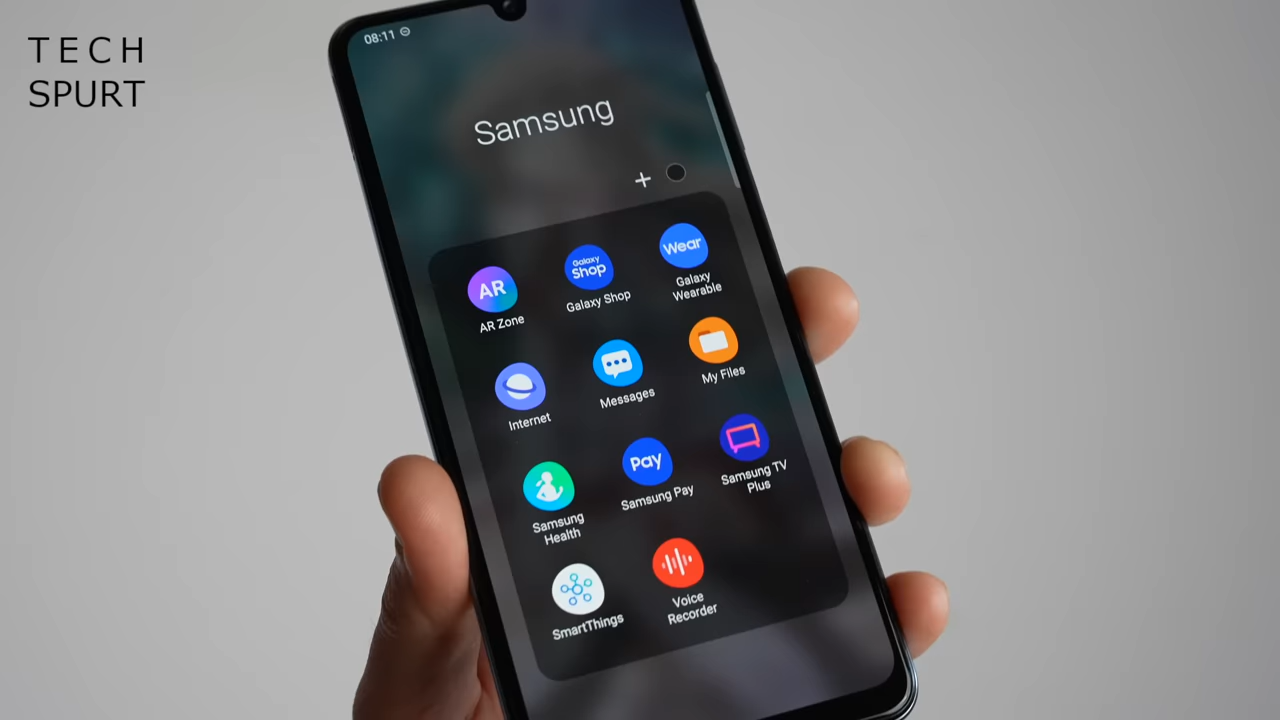 TECH
SPURT
08:11
Samsung
+
AR
AR Zone
Galaxy
Shop
Galaxy Shop
Wear
Galaxy
Wearable
Internet
Messages
My Files
Samsung
Health
Pay
Samsung Pay
Samsung TV
Plus
SmartThings
Voice
Recorder